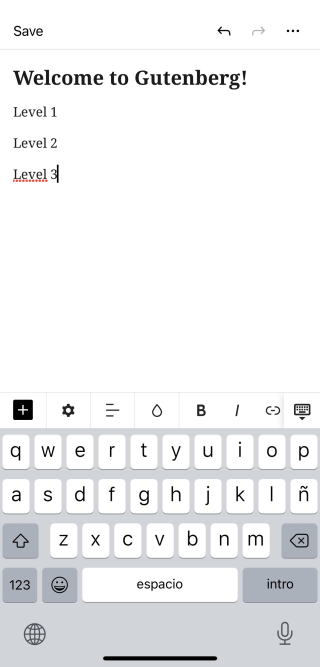 Save
Welcome to Gutenberg!
Level 1
Level 2
Level 3
B I
q w e r t y u i o p
a s d f g h j k l ñ
z x c v b n m
123 espacio intro